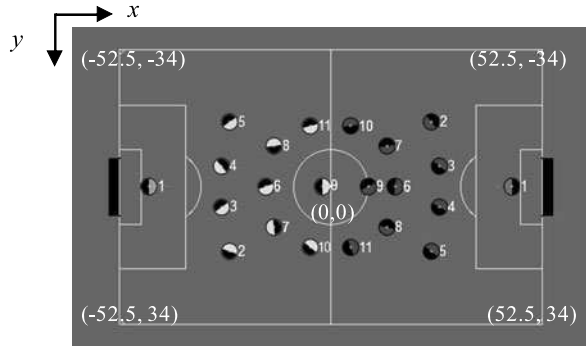 x
y
(-52.5, -34) (52.5, -34)
5 11 10 2
8 7
4 3
1 6 9 9 6 1
3 (0,0) 4
7 8
2 10 11 5
(-52.5, 34) (52.5, 34)